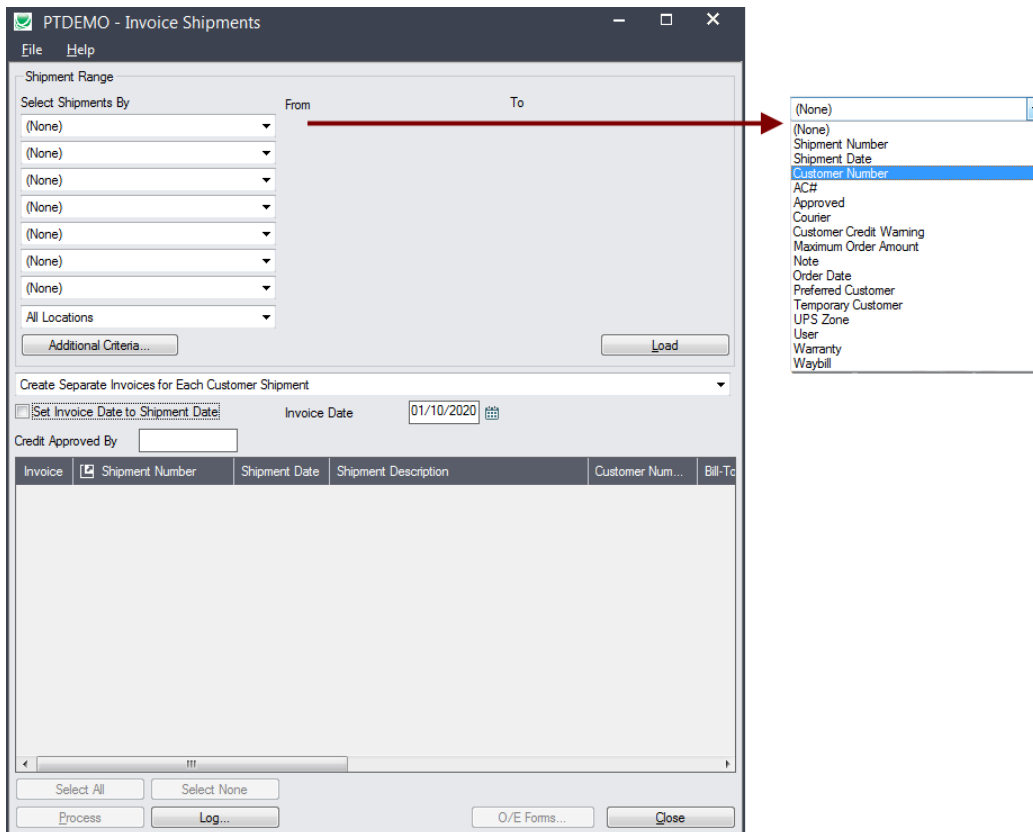 PTDEMO - Invoice Shipments
File Help
Shipment Range
Select Shipments By From To
(None)
(None)
(None)
(None)
(None)
(None)
(None)
All Locations
Additional Criteria... Load
Create Separate Invoices for Each Customer Shipment
Set Invoice Date to Shipment Date Invoice Date 01/10/2020
Credit Approved By
Invoice Shipment Number Shipment Date Shipment Description Customer Num... Bill-To
Select All Select None
Process Log... O/E Forms... Close
(None)
(None)
Shipment Number
Shipment Date
Customer Number
AC#
Approved
Courier
Customer Credit Warning
Maximum Order Amount
Note
Order Date
Preferred Customer
Temporary Customer
UPS Zone
User
Warranty
Waybill